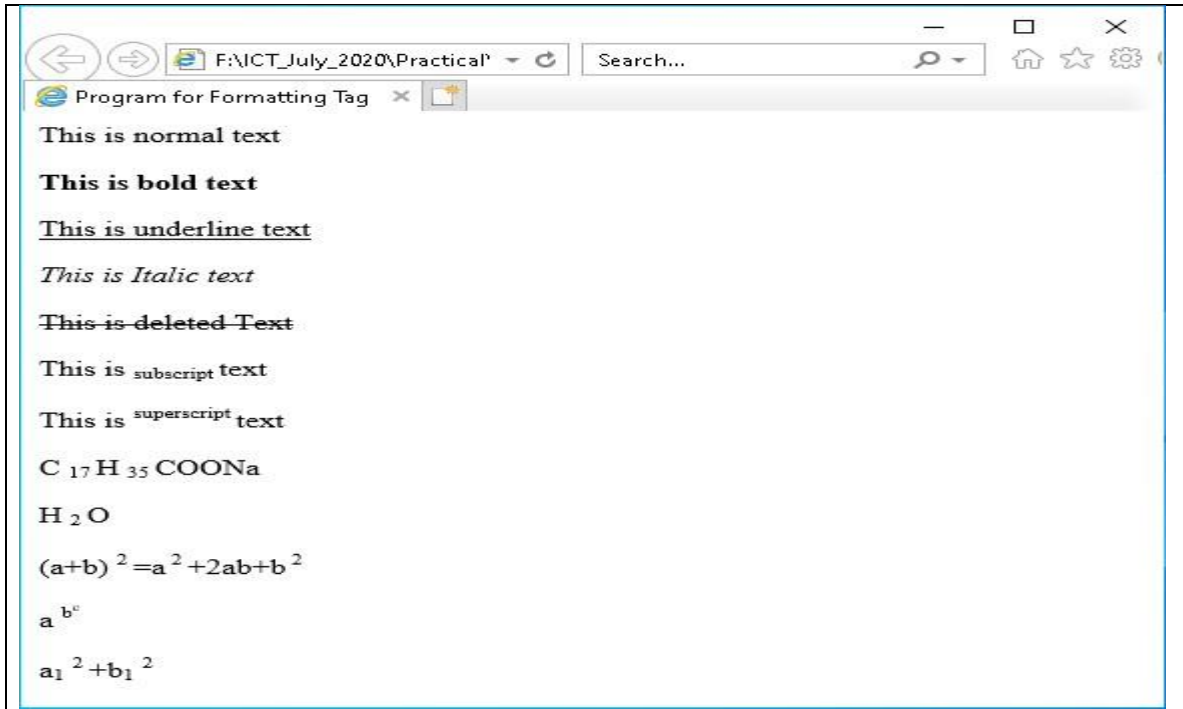 F:\ICT_July_2020\Practical
Search...
Program for Formatting Tag
This is normal text
This is bold text
This is underline text
This is Italic text
This is deleted Text
This is subscript text
This is superscript text
C ₁₇ H ₃₅ COONa
H ₂ O
(a+b) ² =a ² +2ab+b ²
a bᶜ
a₁ ² +b₁ ²